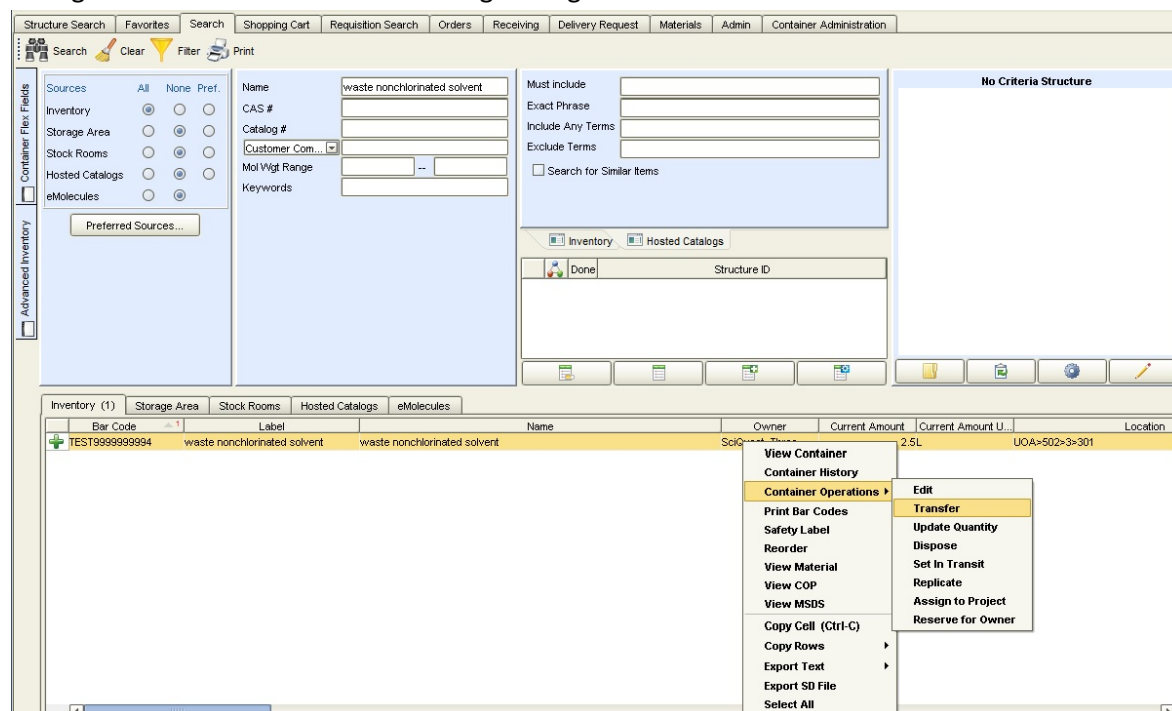 Structure Search Favorites Search Shopping Cart Requisition Search Orders Receiving Delivery Request Materials Admin Container Administration
Search Clear Filter Print
Container Flex Fields
Advanced Inventory
Sources All None Pref.
Inventory
Storage Area
Stock Rooms
Hosted Catalogs
eMolecules
Preferred Sources...
Name waste nonchlorinated solvent
CAS #
Catalog #
Customer Com...
Mol Wgt Range --
Keywords
Must include
Exact Phrase
Include Any Terms
Exclude Terms
Search for Similar Items
Inventory Hosted Catalogs
Done Structure ID
No Criteria Structure
Inventory (1) Storage Area Stock Rooms Hosted Catalogs eMolecules
Bar Code 1 Label Name Owner Current Amount Current Amount U... Location
TEST9999999994 waste nonchlorinated solvent waste nonchlorinated solvent 2.5L UOA>502>3>301
View Container
Container History
Container Operations
Print Bar Codes
Safety Label
Reorder
View Material
View COP
View MSDS
Copy Cell (Ctrl-C)
Copy Rows
Export Text
Export SD File
Select All
Edit
Transfer
Update Quantity
Dispose
Set In Transit
Replicate
Assign to Project
Reserve for Owner